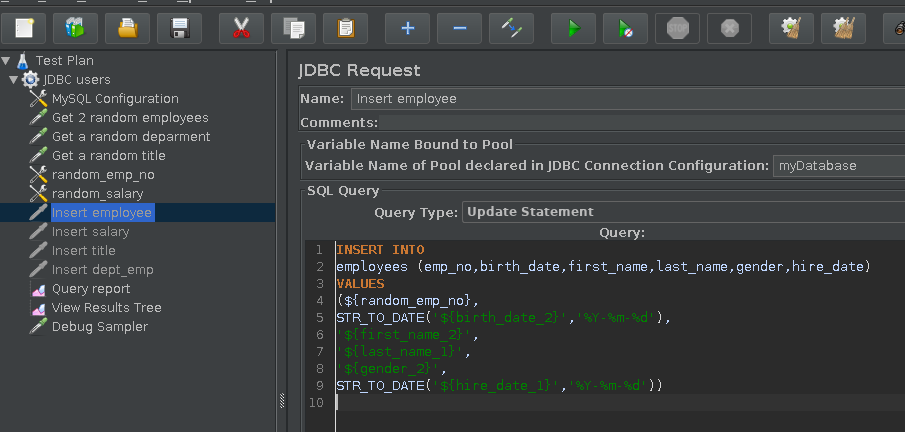 Test Plan
JDBC users
MySQL Configuration
Get 2 random employees
Get a random deparment
Get a random title
random_emp_no
random_salary
Insert employee
Insert salary
Insert title
Insert dept_emp
Query report
View Results Tree
Debug Sampler
JDBC Request
Name: Insert employee
Comments:
Variable Name Bound to Pool
Variable Name of Pool declared in JDBC Connection Configuration: myDatabase
SQL Query
Query Type: Update Statement
Query:
1 INSERT INTO
2 employees (emp_no,birth_date,first_name,last_name,gender,hire_date)
3 VALUES
4 (${random_emp_no},
5 STR_TO_DATE('${birth_date_2}','%Y-%m-%d'),
6 '${first_name_2}',
7 '${last_name_1}',
8 '${gender_2}',
9 STR_TO_DATE('${hire_date_1}','%Y-%m-%d'))
10